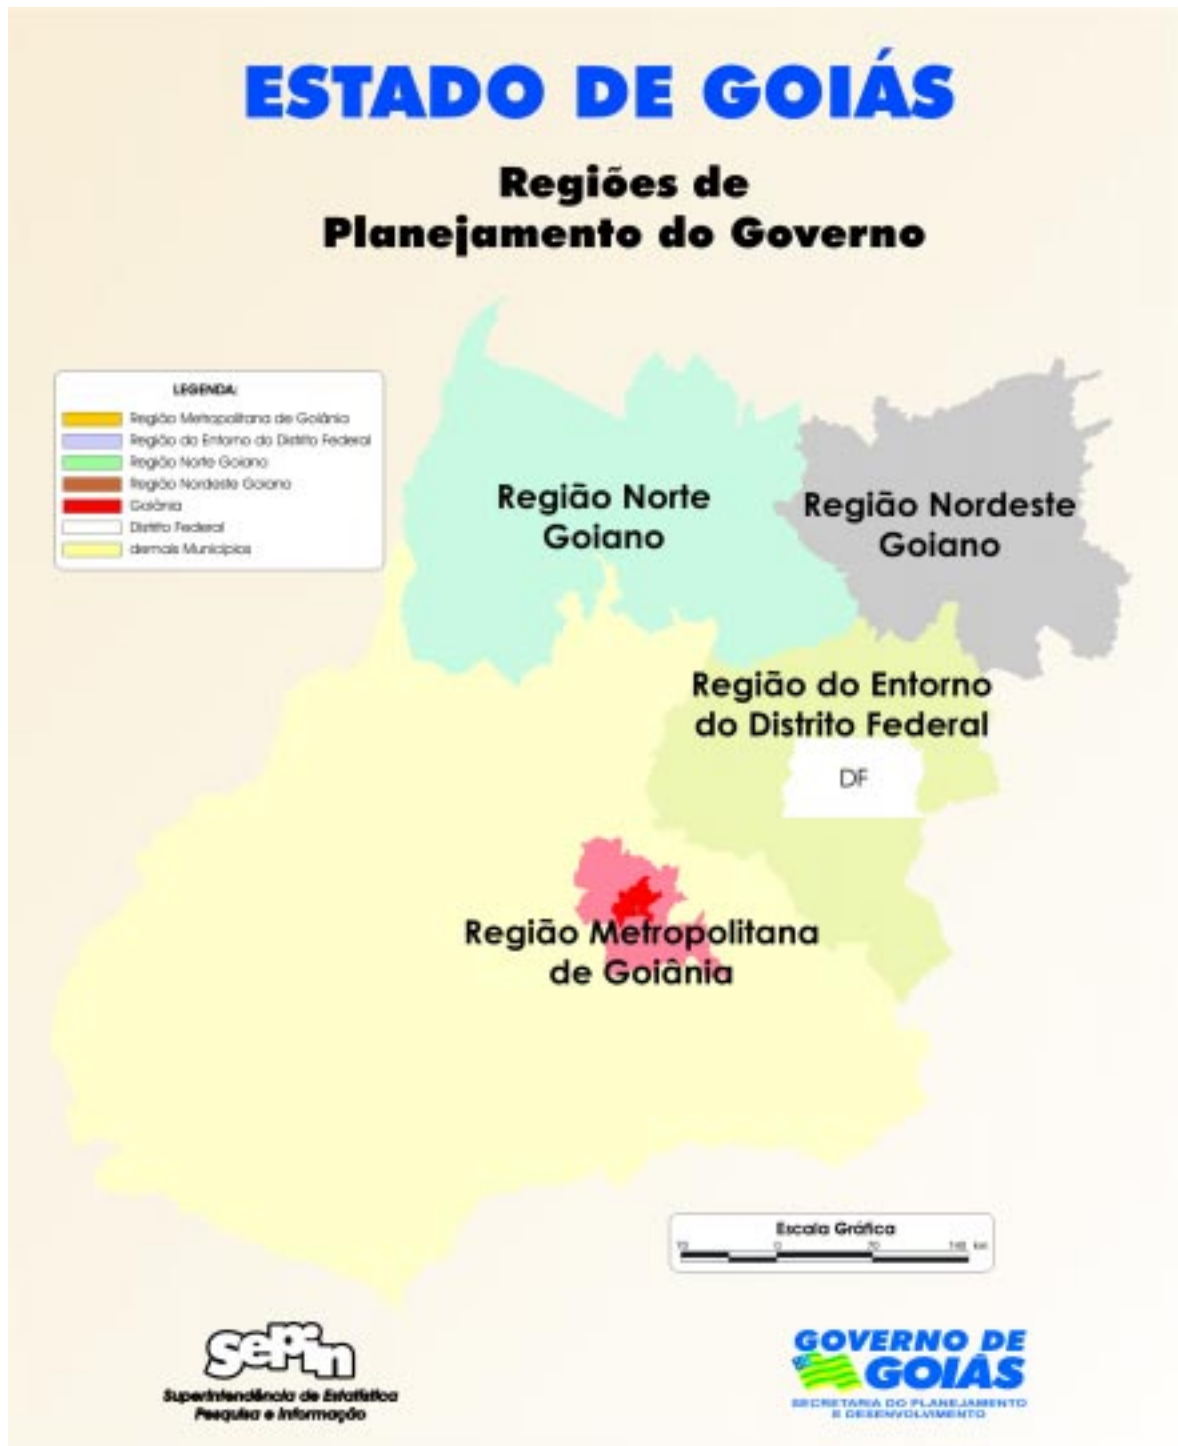 ESTADO DE GOIÁS
Regiões de
Planejamento do Governo
LEGENDA:
Região Metropolitana de Goiânia
Região do Entorno do Distrito Federal
Região Norte Goiano
Região Nordeste Goiano
Goiânia
Distrito Federal
demais Municípios
Região Norte
Goiano
Região Nordeste
Goiano
Região do Entorno
do Distrito Federal
DF
Região Metropolitana
de Goiânia
Escala Gráfica
0 70 140 km
sepin
Superintendência de Estatística
Pesquisa e Informação
GOVERNO DE
GOIÁS
SECRETARIA DO PLANEJAMENTO
E DESENVOLVIMENTO